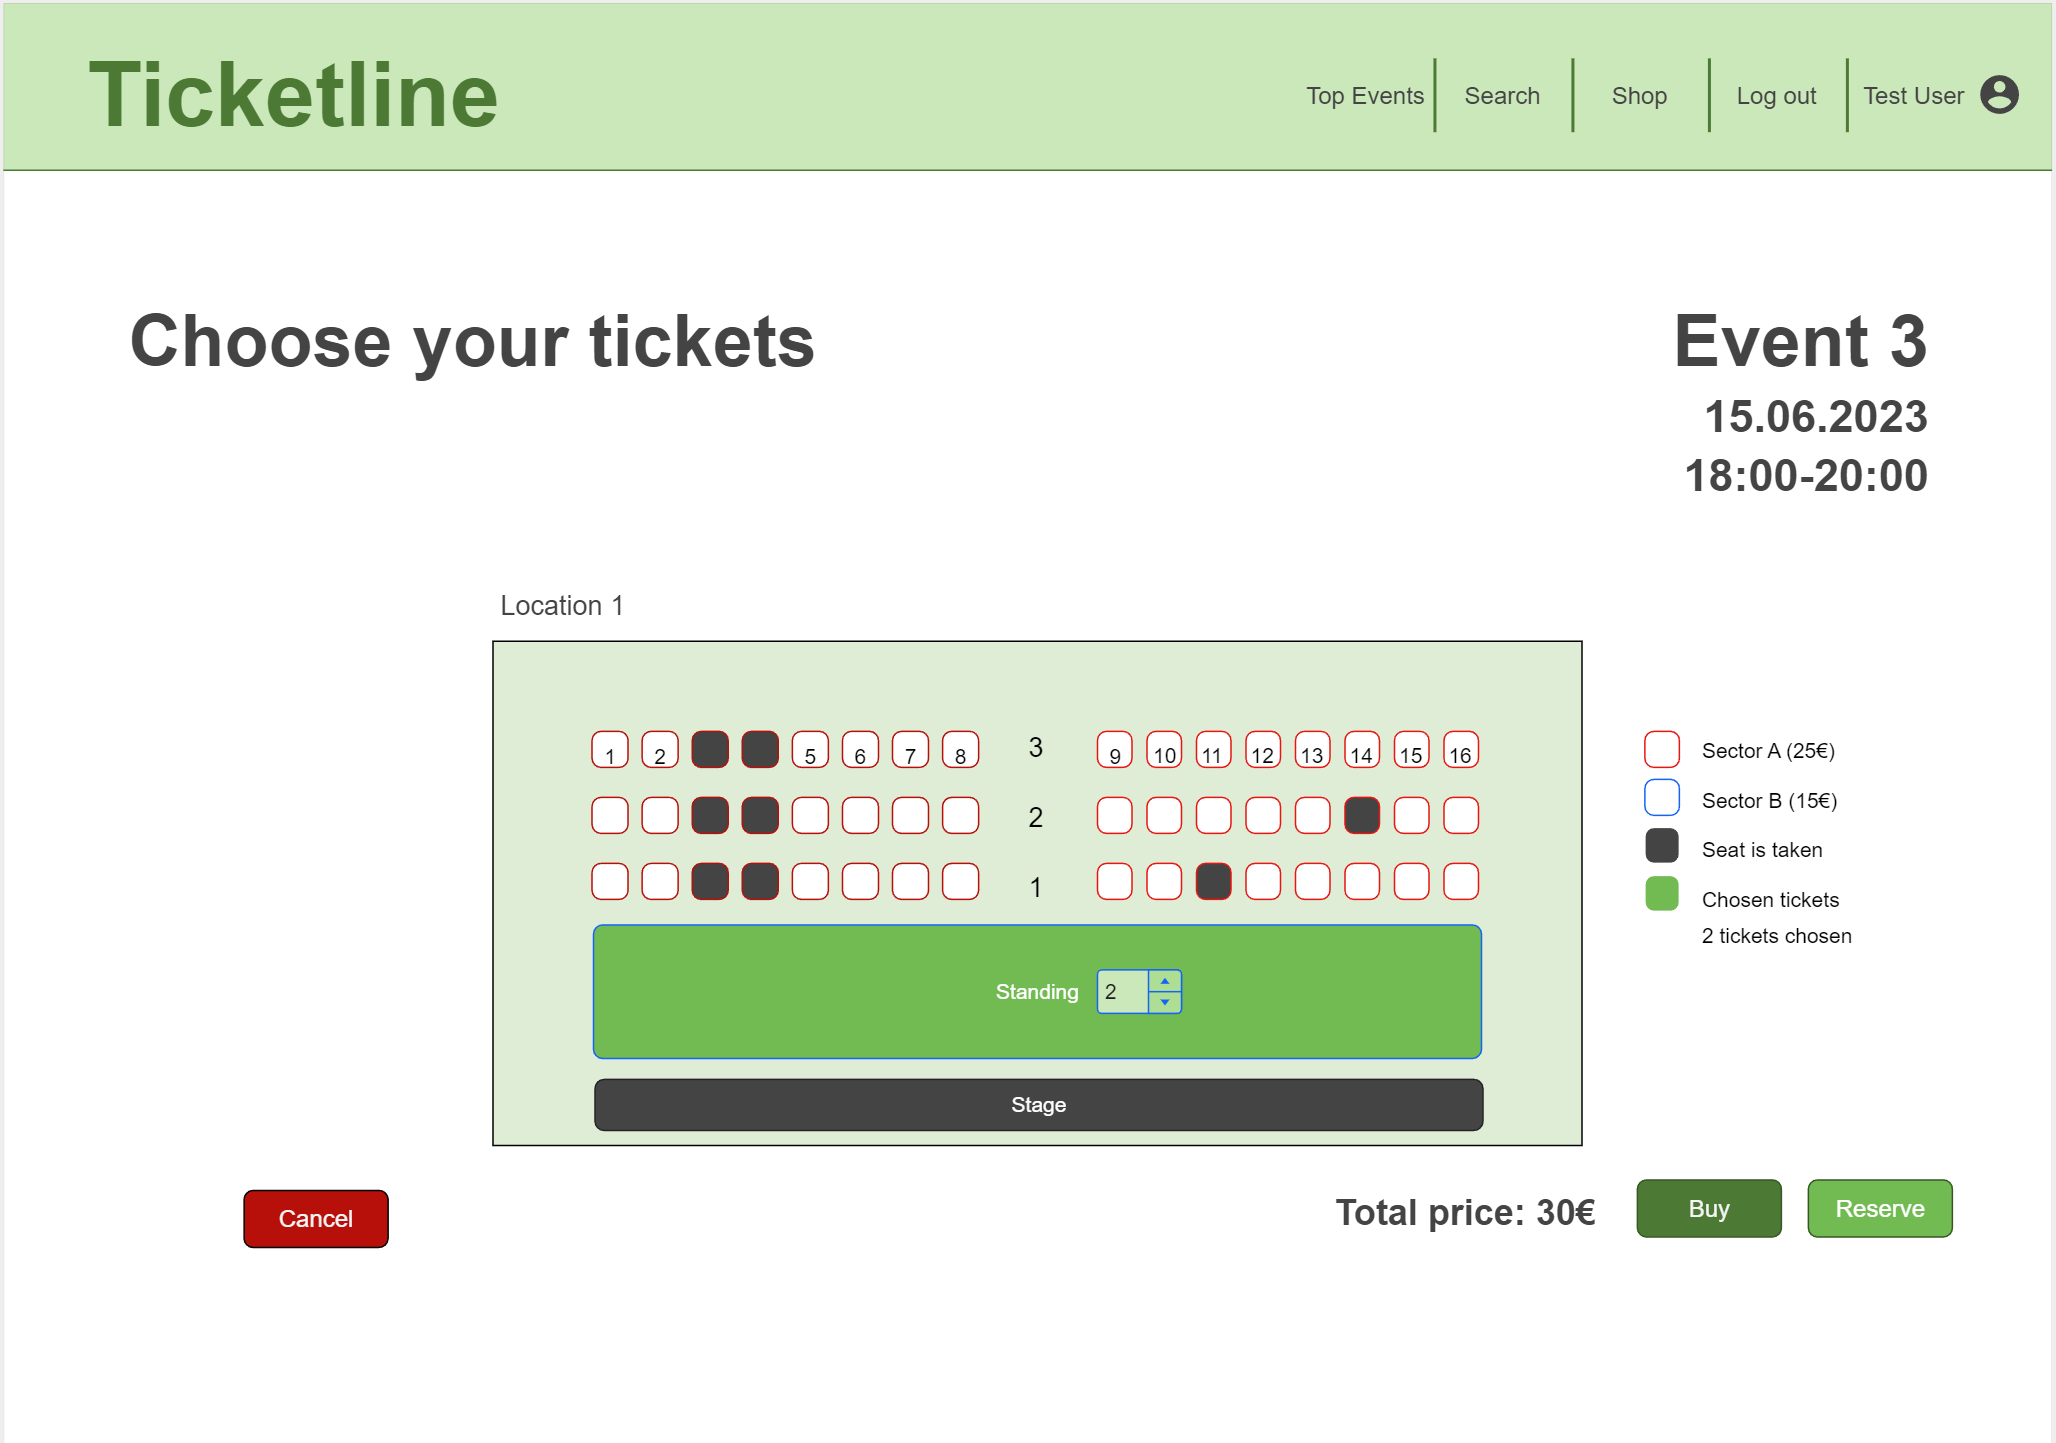 Ticketline
Top Events
Search
Shop
Log out
Test User
Choose your tickets
Event 3
15.06.2023
18:00-20:00
Location 1
1 2 5 6 7 8 3 9 10 11 12 13 14 15 16
2
1
Sector A (25€)
Sector B (15€)
Seat is taken
Chosen tickets
2 tickets chosen
Standing 2
Stage
Cancel
Total price: 30€
Buy
Reserve